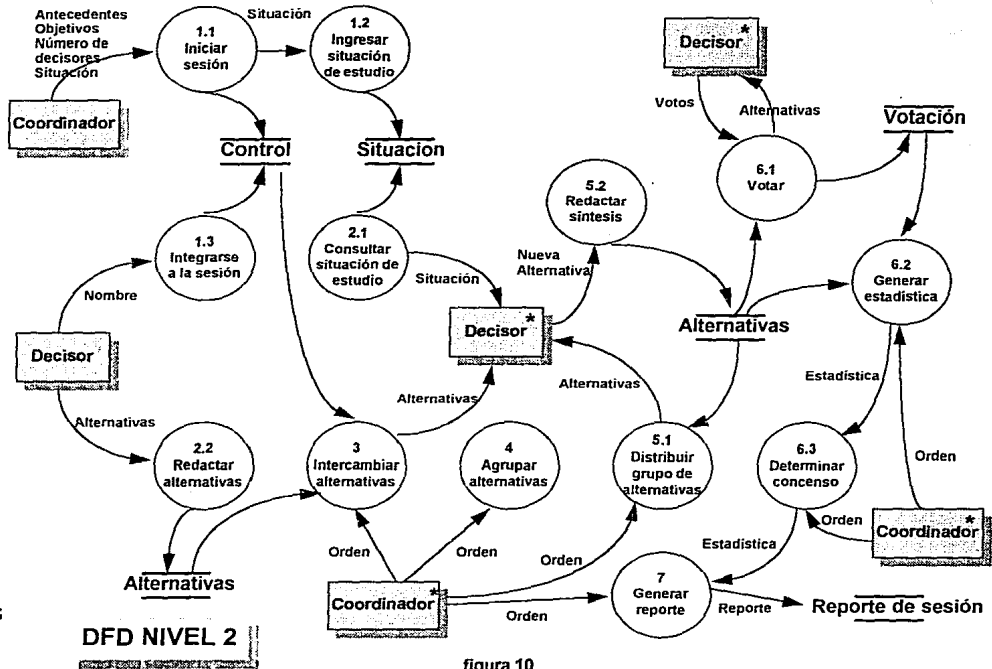 Antecedentes
Objetivos
Número de
decisores
Situación
Coordinador
1.1
Iniciar
sesión
Situación
1.2
Ingresar
situación
de estudio
Control
Situacion
1.3
Integrarse
a la sesión
Nombre
Decisor
Alternativas
2.2
Redactar
alternativas
Alternativas
2.1
Consultar
situación de
estudio
Situación
Decisor*
Nueva
Alternativa
5.2
Redactar
síntesis
Decisor*
Votos
Alternativas
6.1
Votar
Votación
6.2
Generar
estadística
Alternativas
Alternativas
Alternativas
3
Intercambiar
alternativas
4
Agrupar
alternativas
5.1
Distribuir
grupo de
alternativas
Estadística
6.3
Determinar
concenso
Orden
Orden
Coordinador*
Orden
Orden
Orden
Coordinador*
Orden
Estadística
7
Generar
reporte
Reporte
Reporte de sesión
DFD NIVEL 2
figura 10